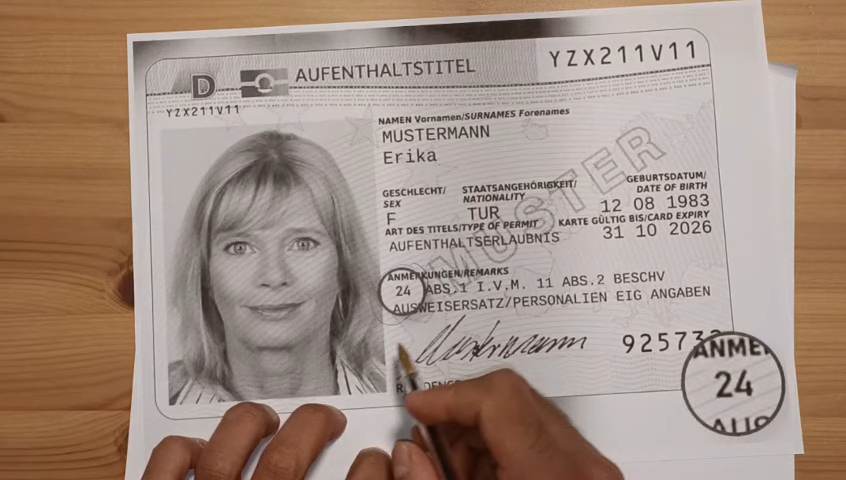 D
AUFENTHALTSTITEL
YZX211V11
YZX211V11
NAMEN Vornamen/SURNAMES Forenames
MUSTERMANN
Erika
GESCHLECHT/
SEX
F
STAATSANGEHÖRIGKEIT/
NATIONALITY
TUR
GEBURTSDATUM/
DATE OF BIRTH
12 08 1983
ART DES TITELS/TYPE OF PERMIT
AUFENTHALTSERLAUBNIS
KARTE GÜLTIG BIS/CARD EXPIRY
31 10 2026
MUSTER
ANMERKUNGEN/REMARKS
24 ABS.1 I.V.M. 11 ABS.2 BESCHV
AUSWEISERSATZ/PERSONALIEN EIG ANGABEN
Mustermann
92573
ANME
24